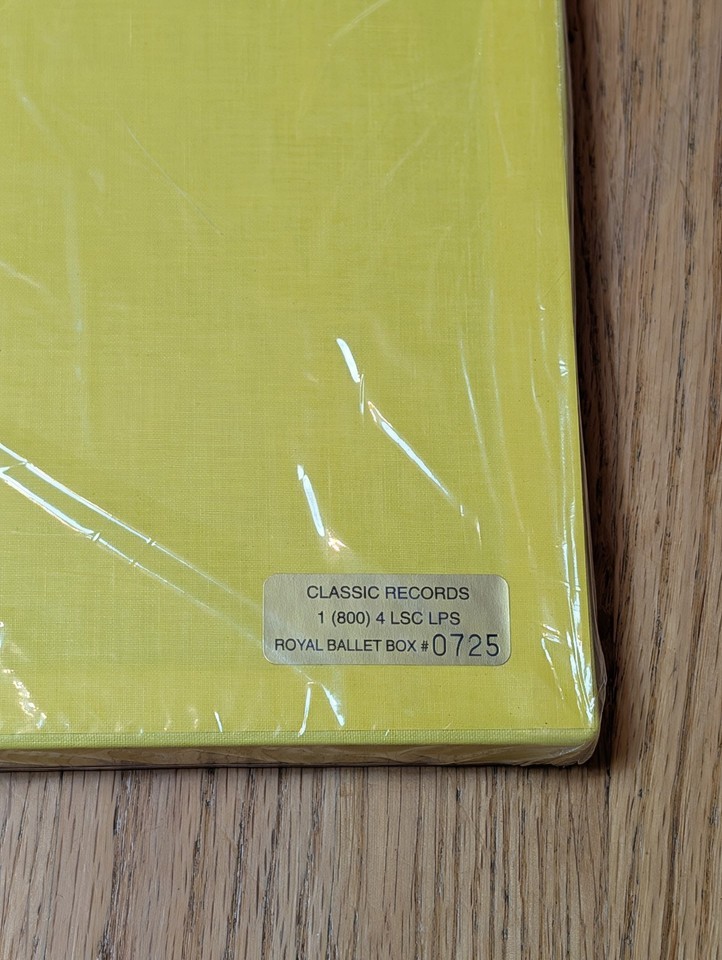 CLASSIC RECORDS
1 (800) 4 LSC LPS
ROYAL BALLET BOX # 0725